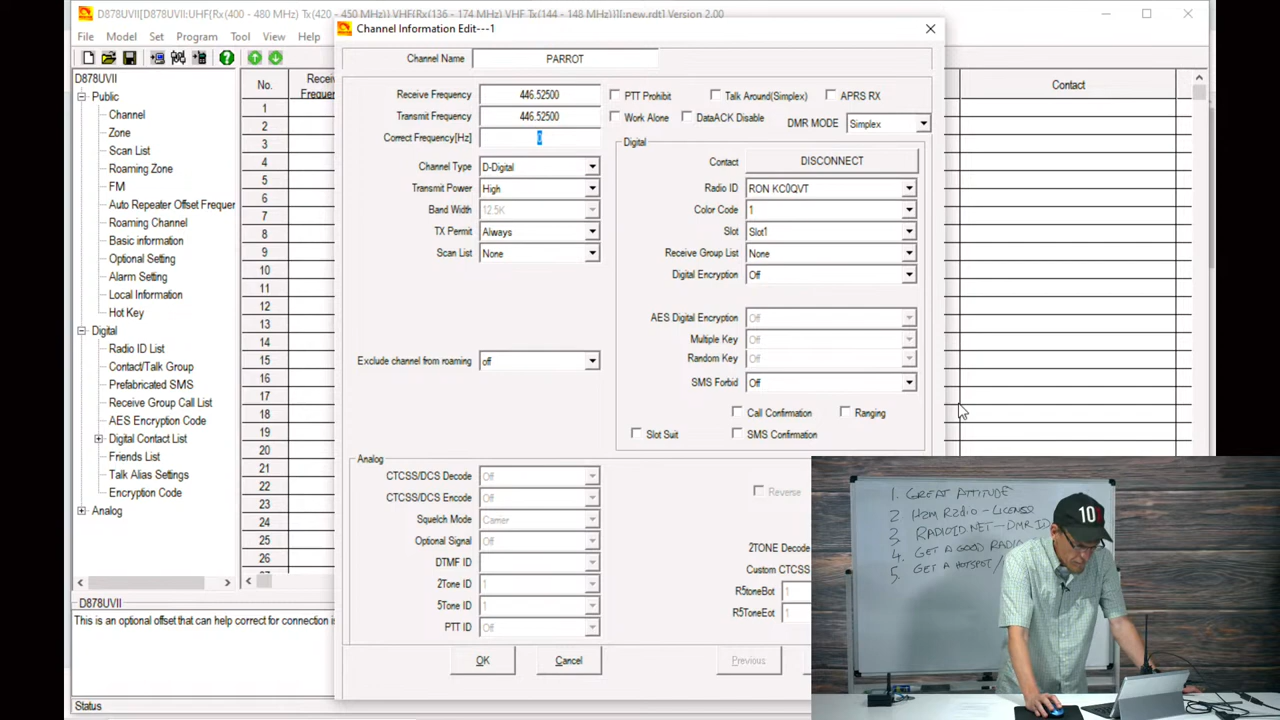 D878UVII[D878UVII::UHF{Rx(400 - 480 MHz) Tx(420 - 450 MHz)} VHF{Rx(136 - 174 MHz VHF Tx(144 - 148 MHz)}]:new.rdt] Version 2.00
File Model Set Program Tool View Help
D878UVII
Public
Channel
Zone
Scan List
Roaming Zone
FM
Auto Repeater Offset Frequen
Roaming Channel
Basic information
Optional Setting
Alarm Setting
Local Information
Hot Key
Digital
Radio ID List
Contact/Talk Group
Prefabricated SMS
Receive Group Call List
AES Encryption Code
Digital Contact List
Friends List
Talk Alias Settings
Encryption Code
Analog
D878UVII
This is an optional offset that can help correct for connection is
Status
No. Receiv Frequency Contact
1
2
3
4
5
6
7
8
9
10
11
12
13
14
15
16
17
18
19
20
21
22
23
24
25
26
Channel Information Edit---1
Channel Name PARROT
Receive Frequency 446.52500
Transmit Frequency 446.52500
Correct Frequency[Hz] 0
Channel Type D-Digital
Transmit Power High
Band Width 12.5K
TX Permit Always
Scan List None
Exclude channel from roaming off
PTT Prohibit Talk Around(Simplex) APRS RX
Work Alone DataACK Disable DMR MODE Simplex
Digital
Contact DISCONNECT
Radio ID RON KC0QVT
Color Code 1
Slot Slot1
Receive Group List None
Digital Encryption Off
AES Digital Encryption Off
Multiple Key Off
Random Key Off
SMS Forbid Off
Call Confirmation Ranging
Slot Suit SMS Confirmation
Analog
CTCSS/DCS Decode Off
CTCSS/DCS Encode Off
Squelch Mode Carrier
Optional Signal Off
DTMF ID
2Tone ID 1
5Tone ID 1
PTT ID Off
Reverse
2TONE Decode
Custom CTCSS
R5toneBot 1
R5ToneEot 1
OK Cancel Previous
1. GREAT ATTITUDE
2 HAM RADIO - LICENSE
3 RADIOID.NET - DMR ID
4. GET A GOOD RADIO
5. GET A HOTSPOT /
10